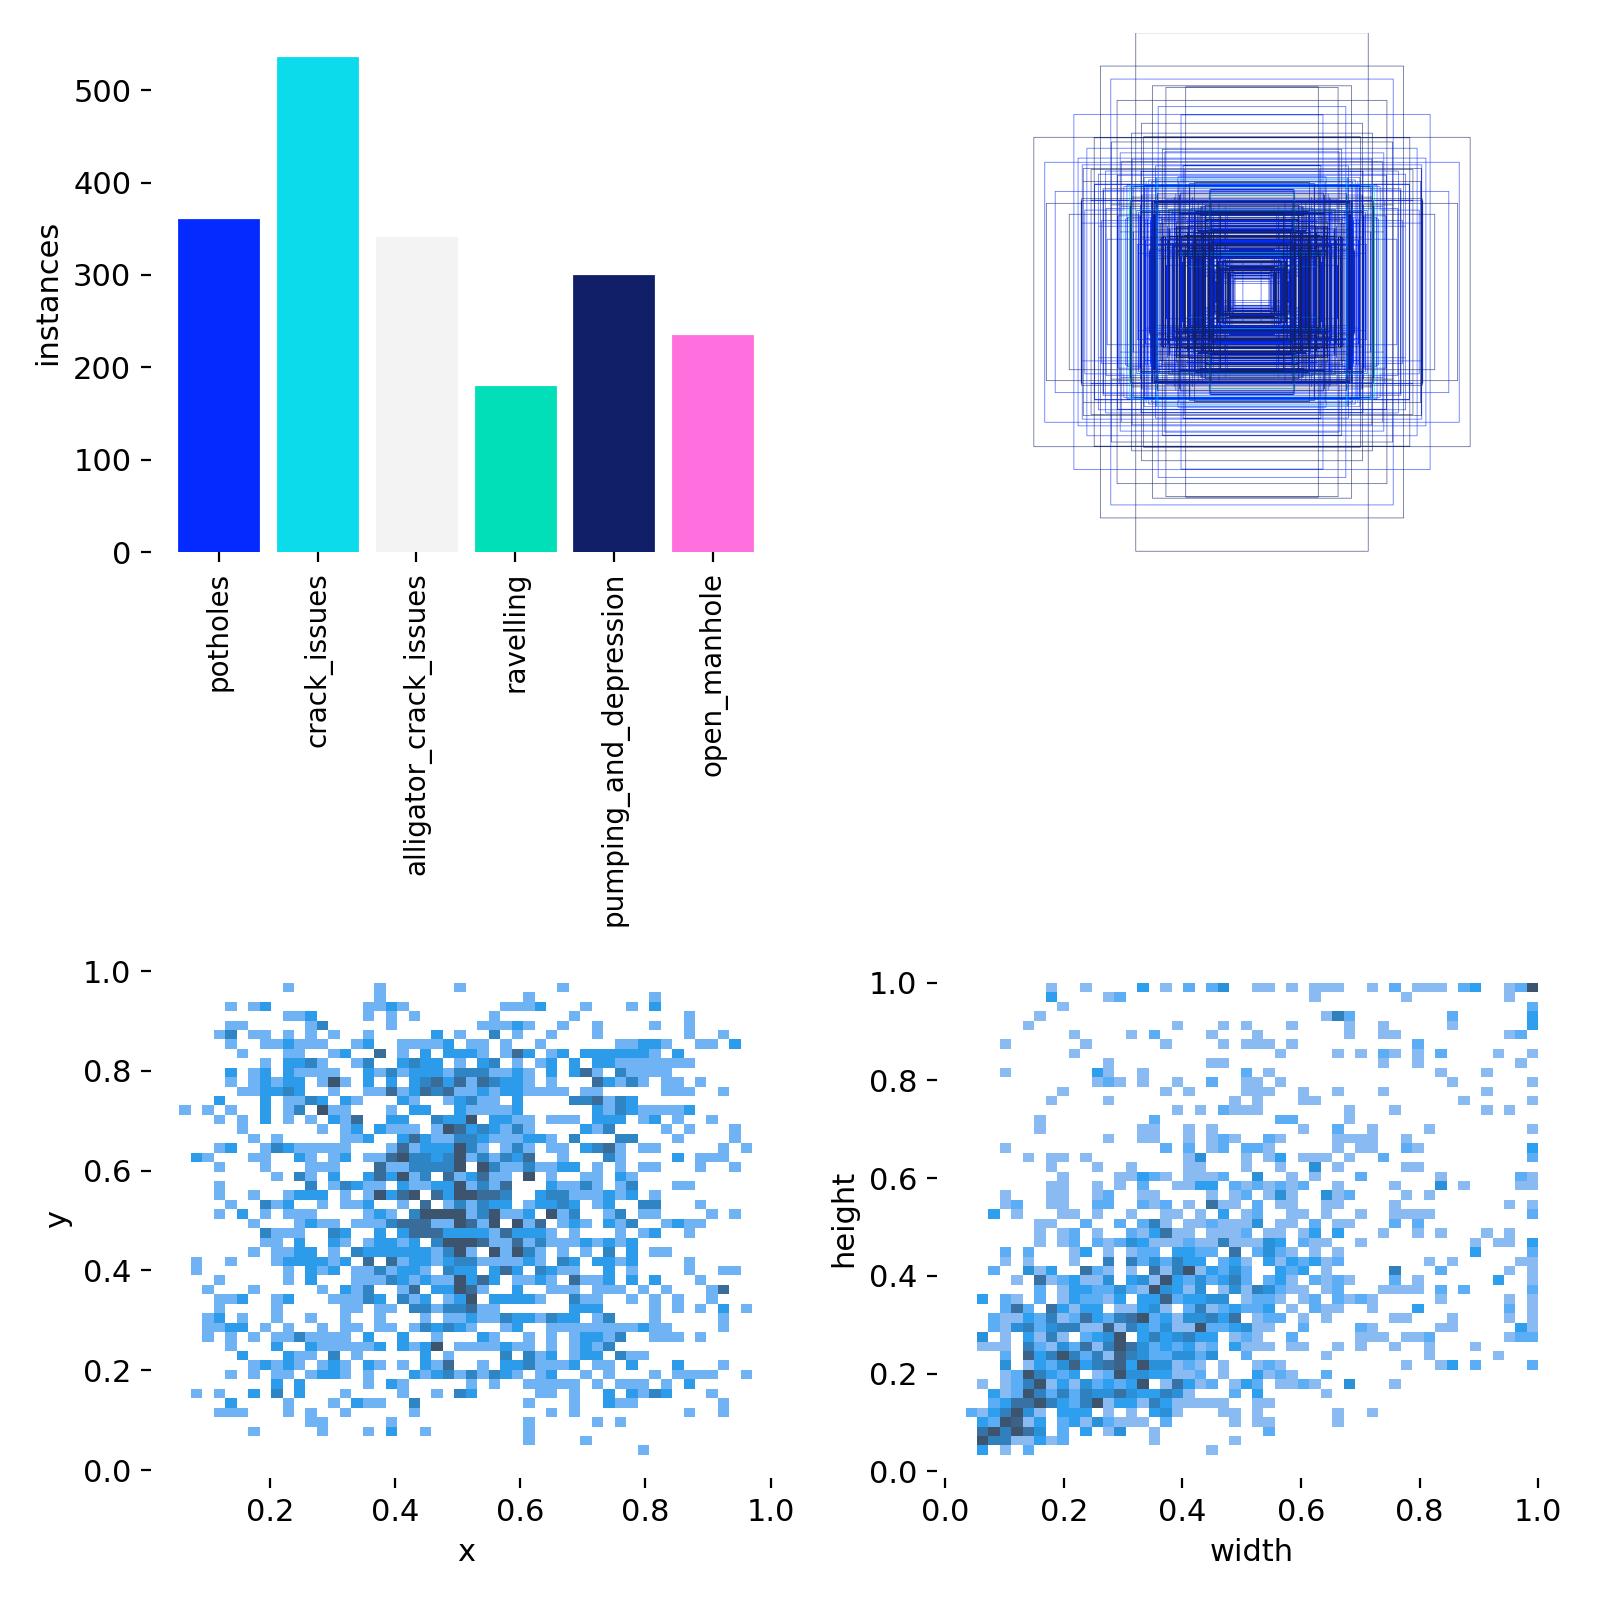 instances
500
400
300
200
100
0
potholes
crack_issues
alligator_crack_issues
ravelling
pumping_and_depression
open_manhole
y
1.0
0.8
0.6
0.4
0.2
0.0
0.2 0.4 0.6 0.8 1.0
x
height
1.0
0.8
0.6
0.4
0.2
0.0
0.0 0.2 0.4 0.6 0.8 1.0
width